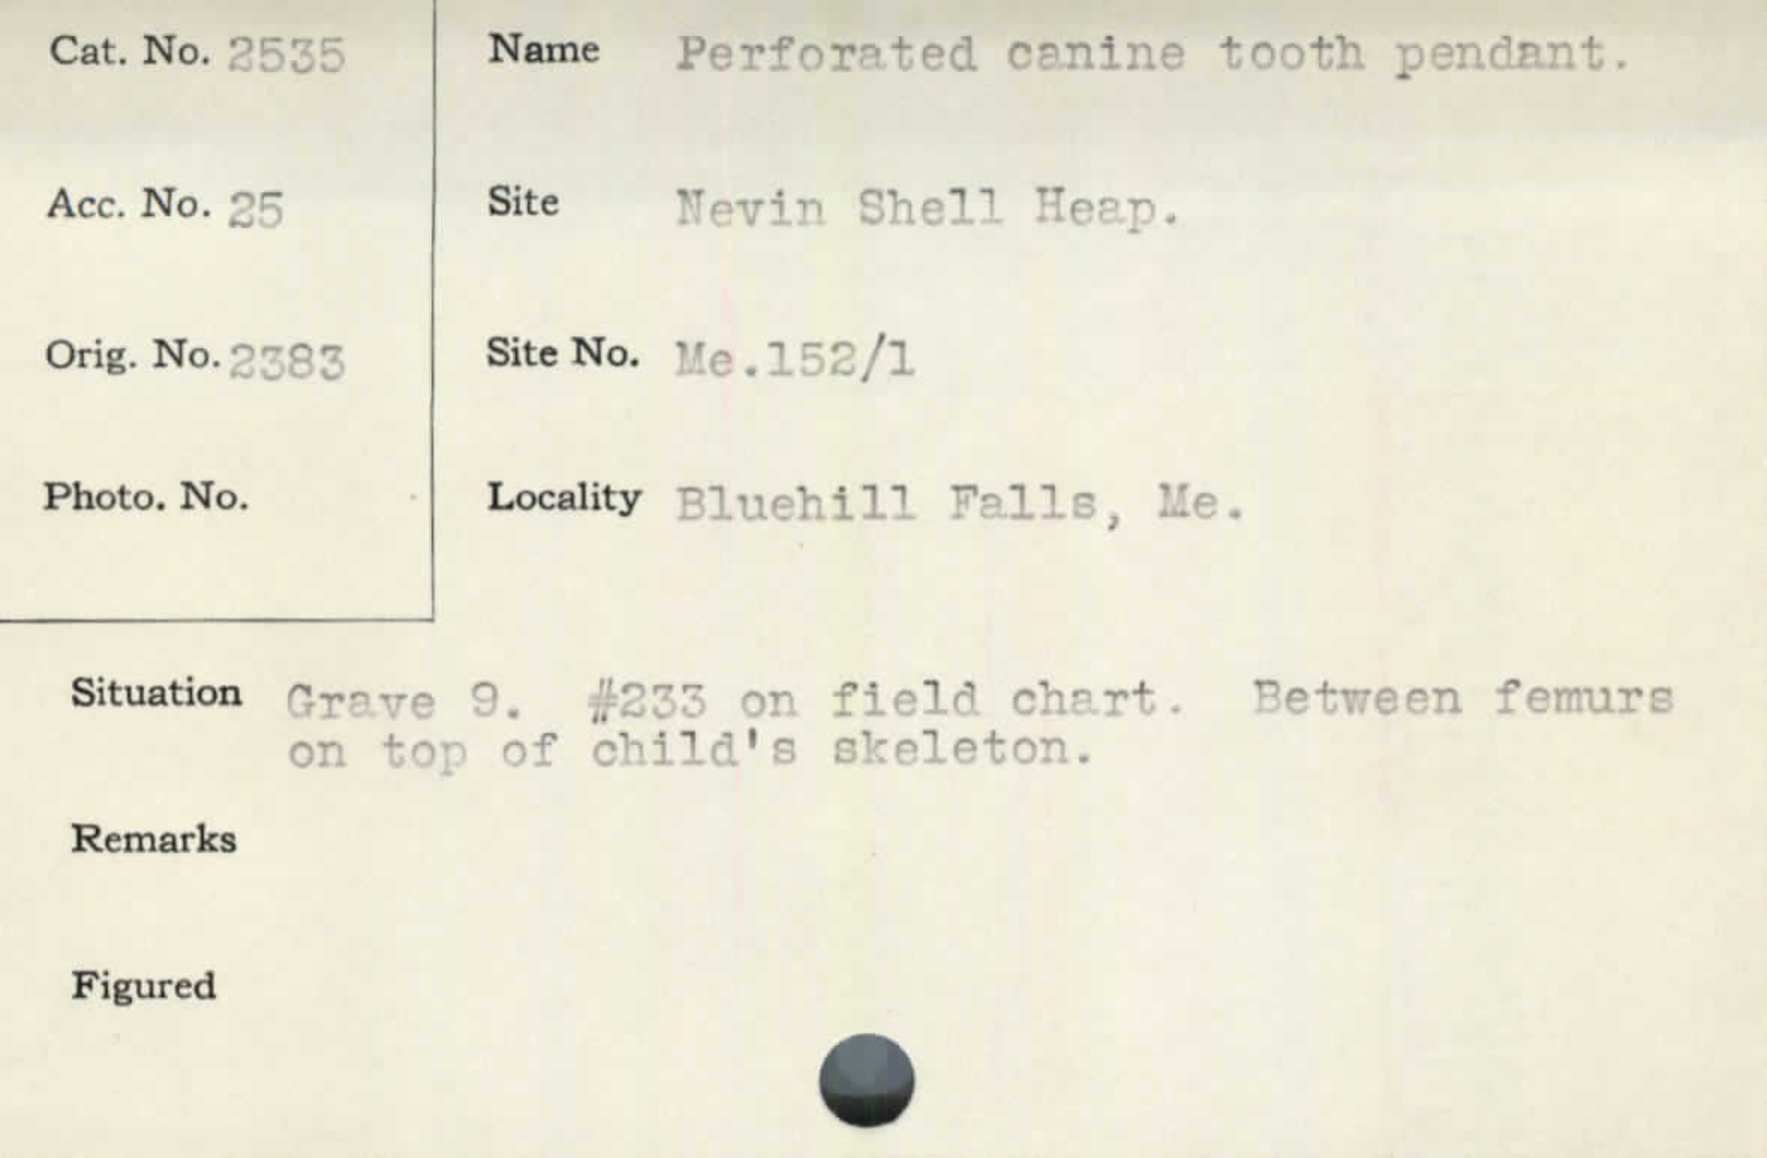 Cat. No. 2535
Acc. No. 25
Orig. No. 2383
Photo. No.
Name Perforated canine tooth pendant.
Site Nevin Shell Heap.
Site No. Me.152/1
Locality Bluehill Falls, Me.
Situation Grave 9. #233 on field chart. Between femurs
on top of child's skeleton.
Remarks
Figured